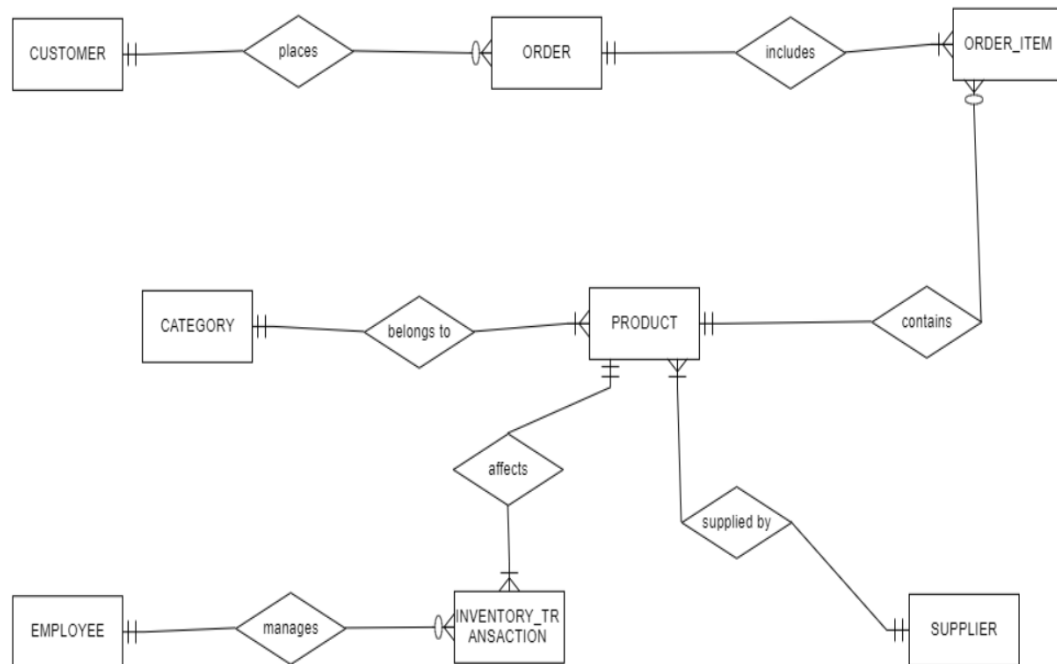 CUSTOMER
places
ORDER
includes
ORDER_ITEM
CATEGORY
belongs to
PRODUCT
contains
affects
supplied by
EMPLOYEE
manages
INVENTORY_TR
ANSACTION
SUPPLIER